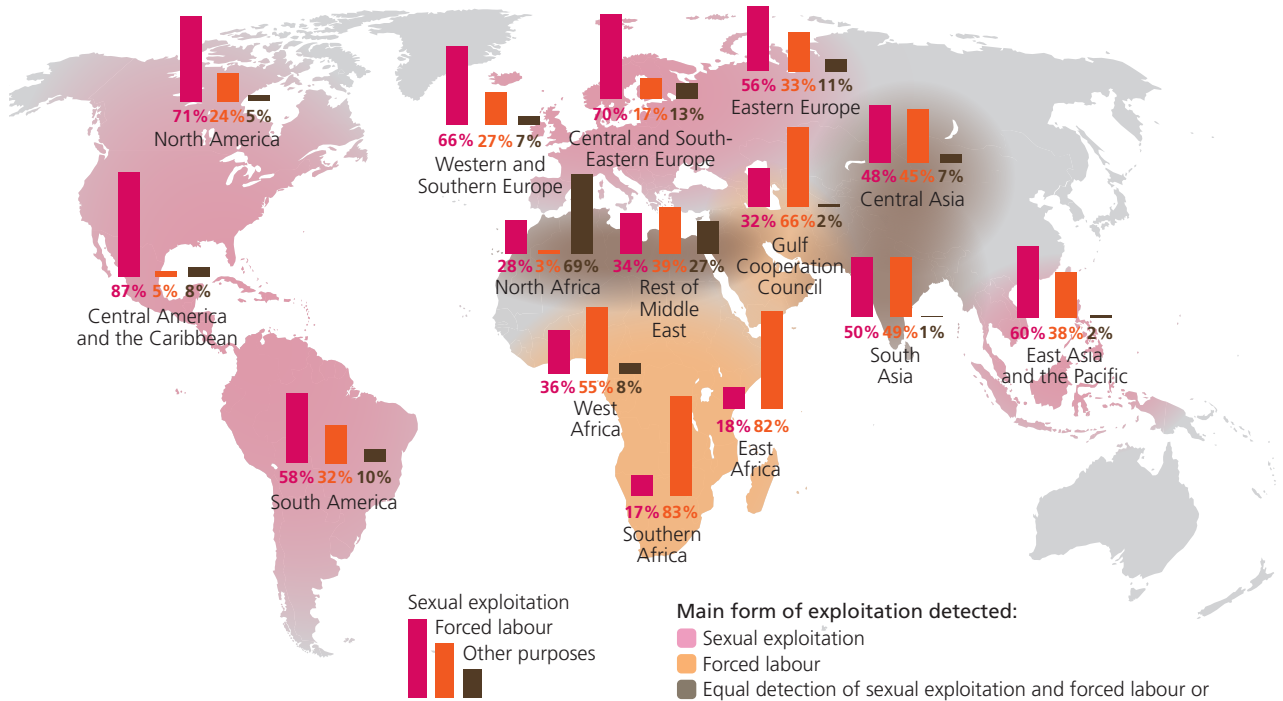 71% 24% 5%
North America
66% 27% 7%
Western and
Southern Europe
70% 17% 13%
Central and South-
Eastern Europe
56% 33% 11%
Eastern Europe
48% 45% 7%
Central Asia
87% 5% 8%
Central America
and the Caribbean
28% 3% 69%
North Africa
34% 39% 27%
Rest of
Middle
East
32% 66% 2%
Gulf
Cooperation
Council
50% 49% 1%
South
Asia
60% 38% 2%
East Asia
and the Pacific
36% 55% 8%
West
Africa
18% 82%
East
Africa
58% 32% 10%
South America
17% 83%
Southern
Africa
Sexual exploitation
Forced labour
Other purposes
Main form of exploitation detected:
Sexual exploitation
Forced labour
Equal detection of sexual exploitation and forced labour or